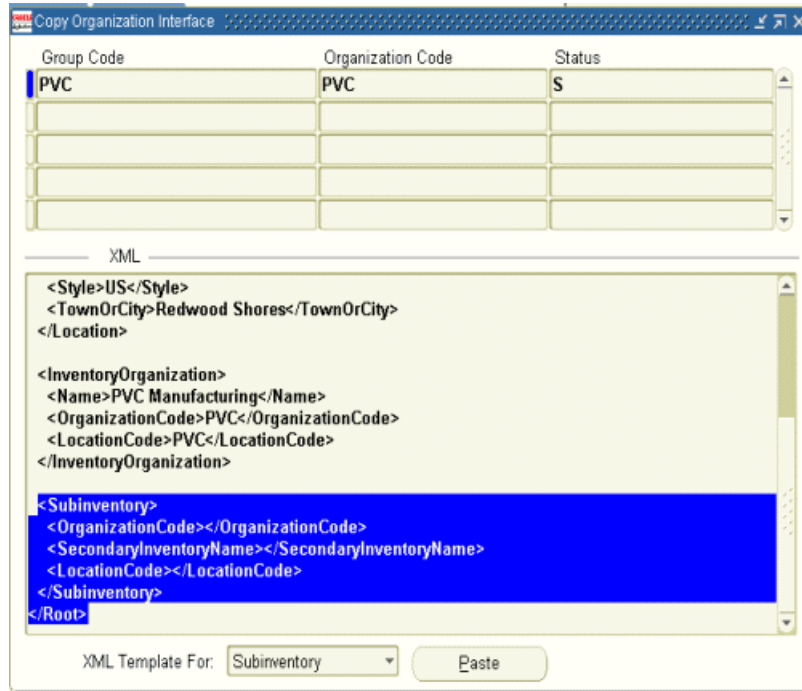 Copy Organization Interface
Group Code Organization Code Status
PVC PVC S
XML
<Style>US</Style>
<TownOrCity>Redwood Shores</TownOrCity>
</Location>
<InventoryOrganization>
<Name>PVC Manufacturing</Name>
<OrganizationCode>PVC</OrganizationCode>
<LocationCode>PVC</LocationCode>
</InventoryOrganization>
<Subinventory>
<OrganizationCode></OrganizationCode>
<SecondaryInventoryName></SecondaryInventoryName>
<LocationCode></LocationCode>
</Subinventory>
</Root>
XML Template For: Subinventory Paste